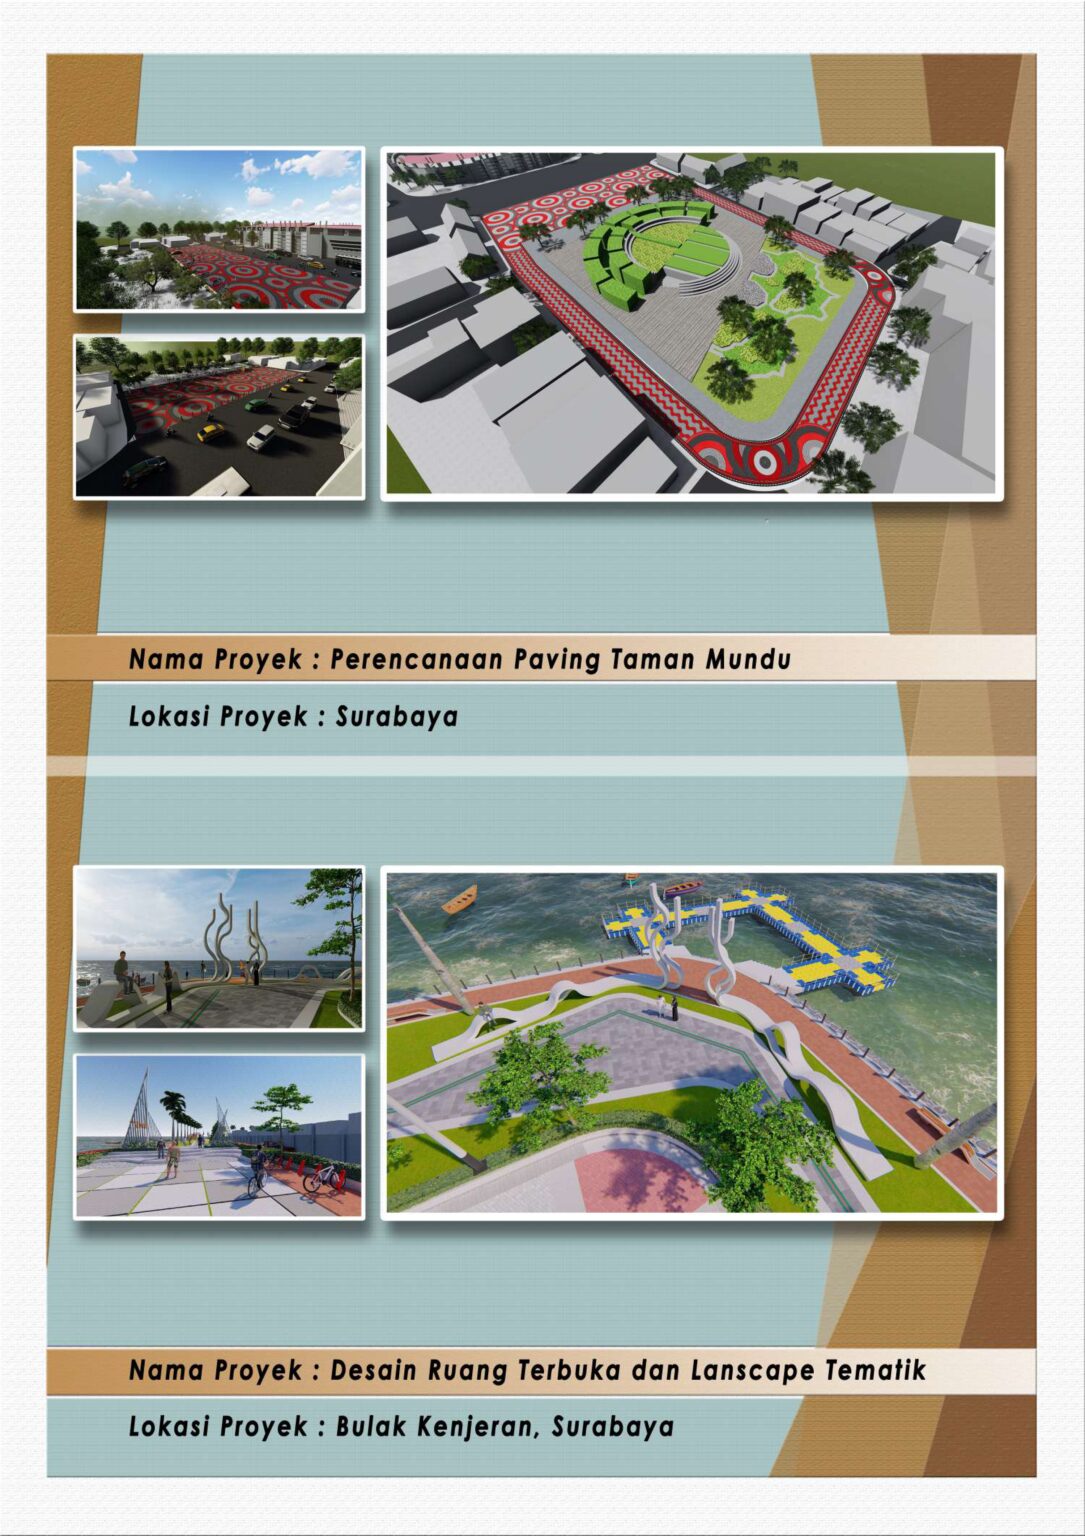 Nama Proyek : Perencanaan Paving Taman Mundu
Lokasi Proyek : Surabaya
Nama Proyek : Desain Ruang Terbuka dan Lanscape Tematik
Lokasi Proyek : Bulak Kenjeran, Surabaya